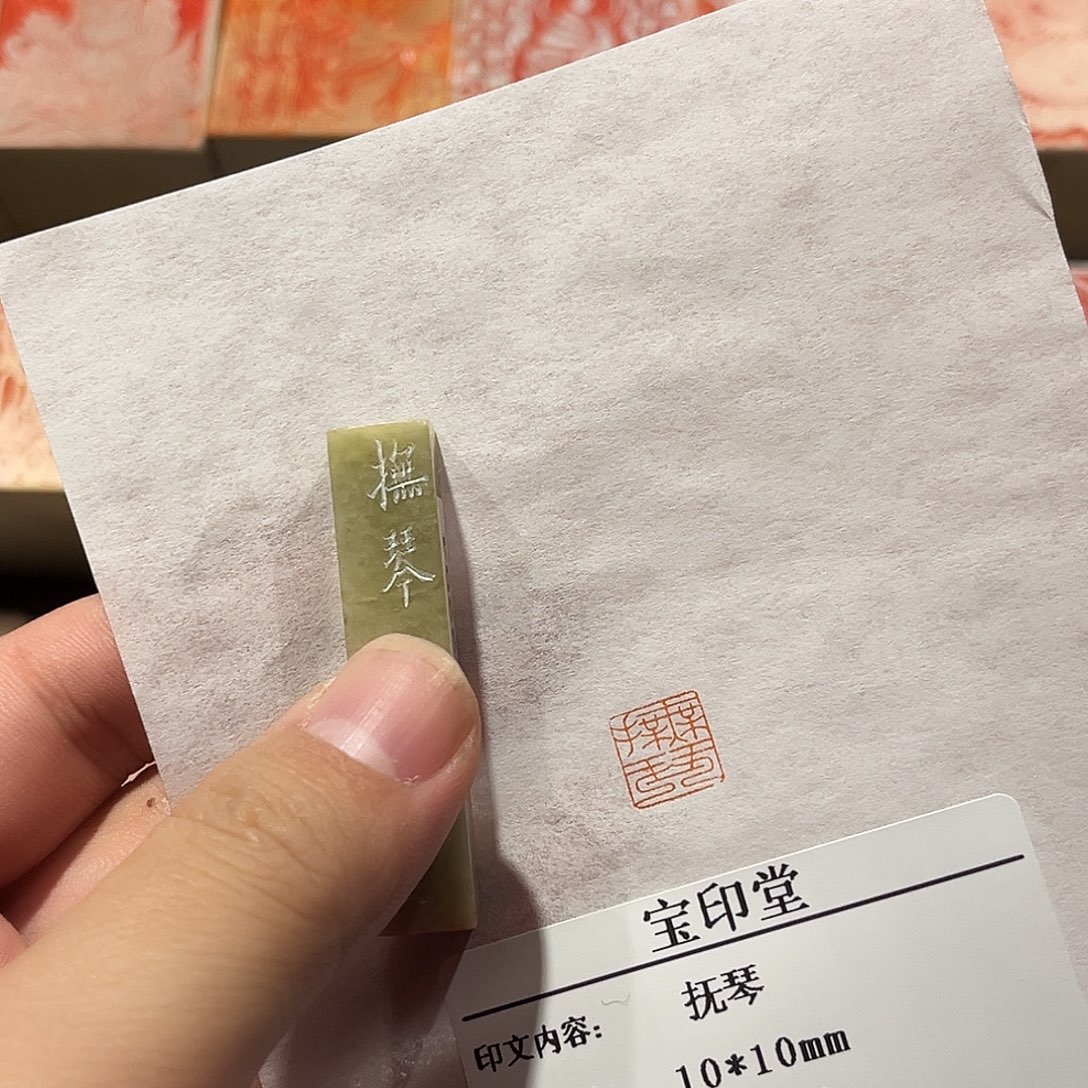 撫
琴
宝印堂
印文内容:
抚琴
10*10mm